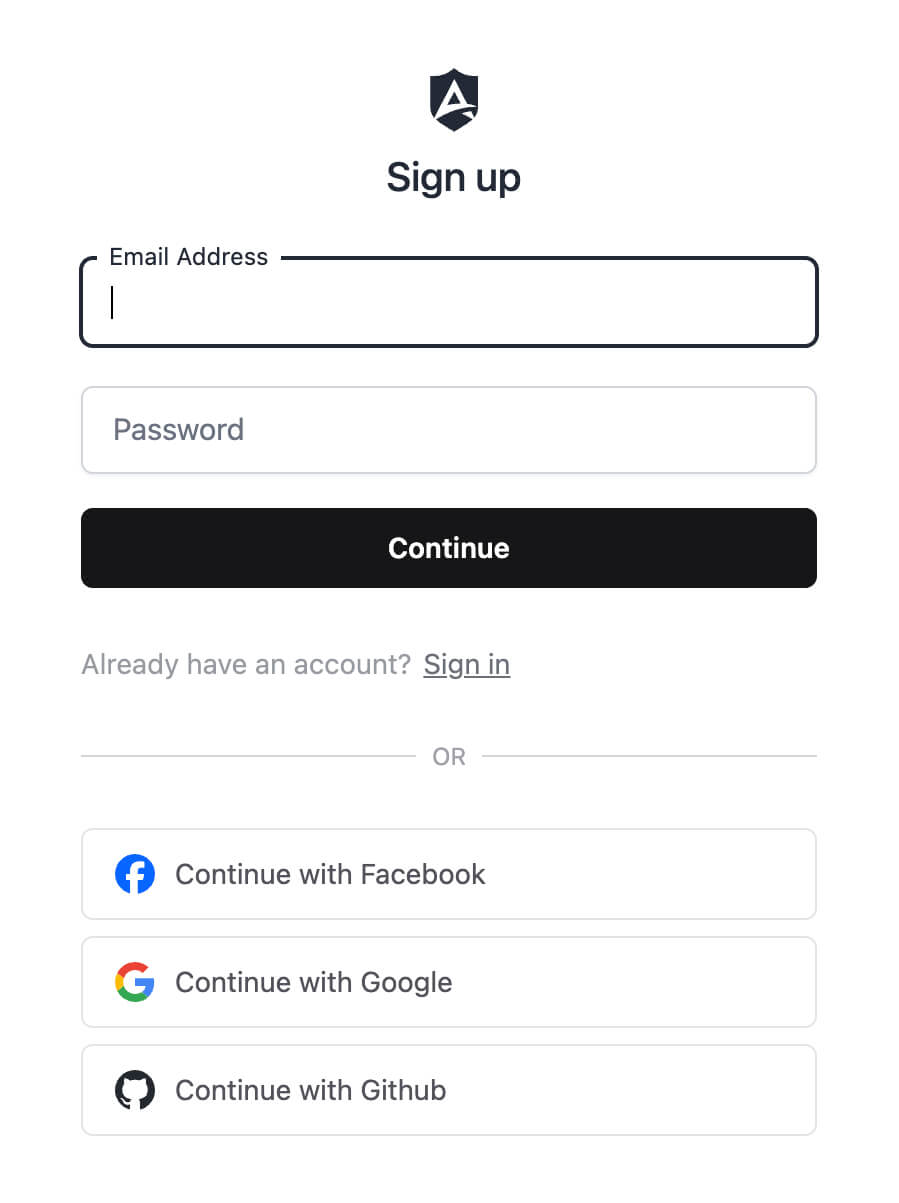 Sign up
Email Address
Password
Continue
Already have an account? Sign in
OR
Continue with Facebook
Continue with Google
Continue with Github